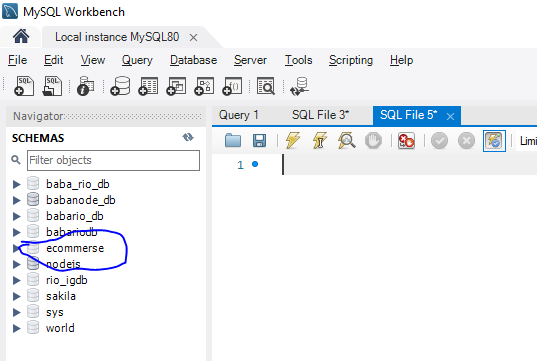 MySQL Workbench
Local instance MySQL80 ×
File Edit View Query Database Server Tools Scripting Help
SQL SQL
Navigator
SCHEMAS
Filter objects
baba_rio_db
babanode_db
babario_db
babariodb
ecommerse
nodejs
rio_igdb
sakila
sys
world
Query 1 SQL File 3* SQL File 5* ×
Limi
1